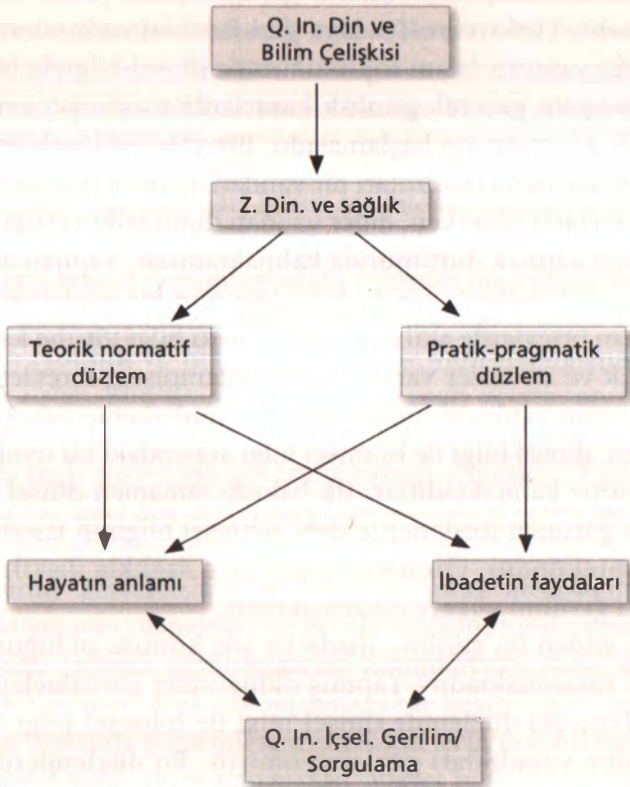 Q. In. Din ve
Bilim Çelişkisi
Z. Din. ve sağlık
Teorik normatif
düzlem
Pratik-pragmatik
düzlem
Hayatın anlamı
İbadetin faydaları
Q. In. İçsel. Gerilim/
Sorgulama